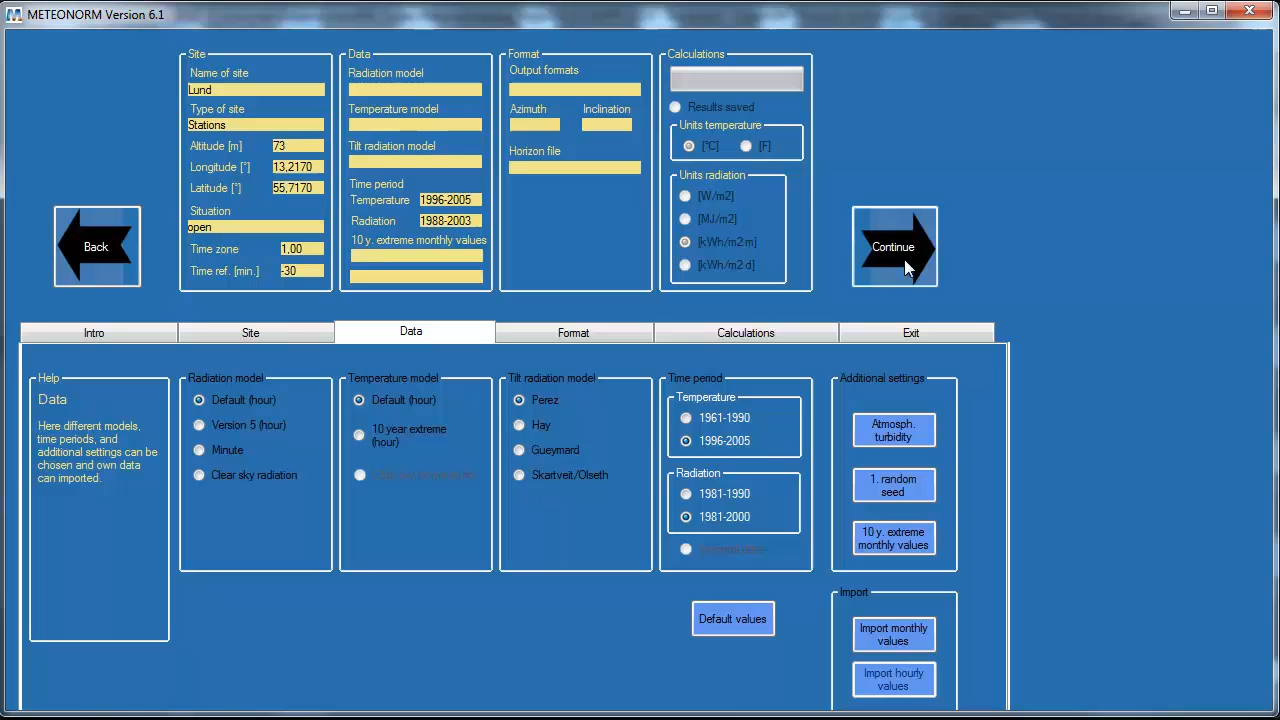 METEONORM Version 6.1
Site
Name of site
Lund
Type of site
Stations
Altitude [m] 73
Longitude [°] 13,2170
Latitude [°] 55,7170
Situation
open
Time zone 1,00
Time ref. [min.] -30
Data
Radiation model
Temperature model
Tilt radiation model
Time period
Temperature 1996-2005
Radiation 1988-2003
10 y. extreme monthly values
Format
Output formats
Azimuth Inclination
Horizon file
Calculations
Results saved
Units temperature
[°C] [F]
Units radiation
[W/m2]
[MJ/m2]
[kWh/m2 m]
[kWh/m2 d]
Back
Continue
Intro Site Data Format Calculations Exit
Help
Data
Here different models,
time periods, and
additional settings can be
chosen and own data
can imported.
Radiation model
Default (hour)
Version 5 (hour)
Minute
Clear sky radiation
Temperature model
Default (hour)
10 year extreme
(hour)
Tilt radiation model
Perez
Hay
Gueymard
Skartveit/Olseth
Time period
Temperature
1961-1990
1996-2005
Radiation
1981-1990
1981-2000
Default values
Additional settings
Atmosph.
turbidity
1. random
seed
10 y. extreme
monthly values
Import
Import monthly
values
Import hourly
values